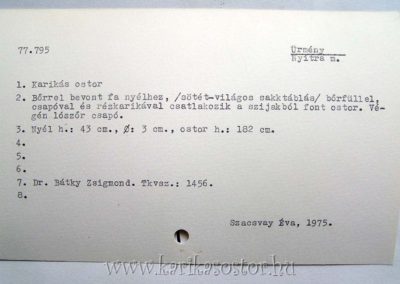 77.795 Ürmény
Nyitra m.
1. Karikás ostor
2. Bőrrel bevont fa nyélhez, /sötét-világos sakktáblás/ bőrfüllel,
csapóval és rézkarikával csatlakozik a szijakból font ostor. Vé-
gén lószőr csapó.
3. Nyél h.: 43 cm., Ø: 3 cm., ostor h.: 182 cm.
4.
5.
6.
7. Dr. Bátky Zsigmond. Tkvsz.: 1456.
8.
Szacsvay Éva, 1975.
www.karikasostor.hu